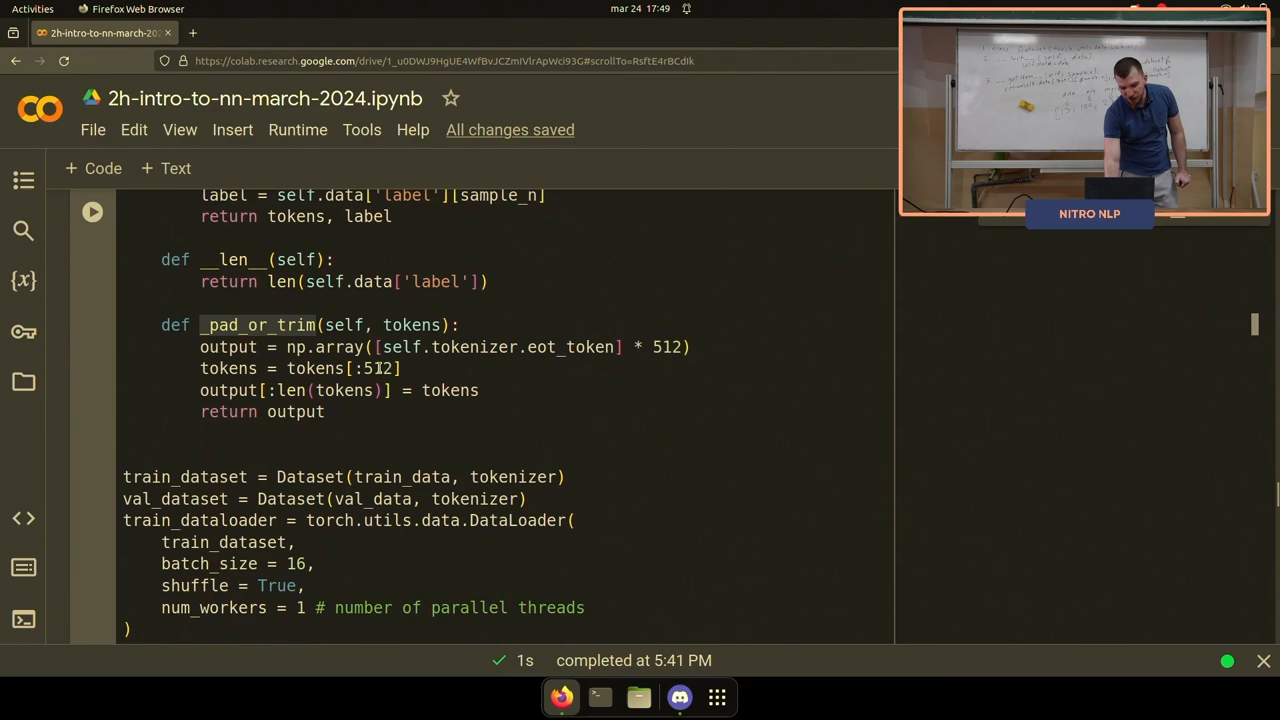 Activities
Firefox Web Browser
mar 24 17:49
2h-intro-to-nn-march-202
https://colab.research.google.com/drive/1_u0DWJ9HgUE4WfBvJCZmIVlrApWci93G#scrollTo=RsftE4rBCdIk
2h-intro-to-nn-march-2024.ipynb
File Edit View Insert Runtime Tools Help All changes saved
+ Code + Text
label = self.data['label'][sample_n]
return tokens, label
def __len__(self):
return len(self.data['label'])
def _pad_or_trim(self, tokens):
output = np.array([self.tokenizer.eot_token] * 512)
tokens = tokens[:512]
output[:len(tokens)] = tokens
return output
train_dataset = Dataset(train_data, tokenizer)
val_dataset = Dataset(val_data, tokenizer)
train_dataloader = torch.utils.data.DataLoader(
train_dataset,
batch_size = 16,
shuffle = True,
num_workers = 1 # number of parallel threads
)
NITRO NLP
1s completed at 5:41 PM